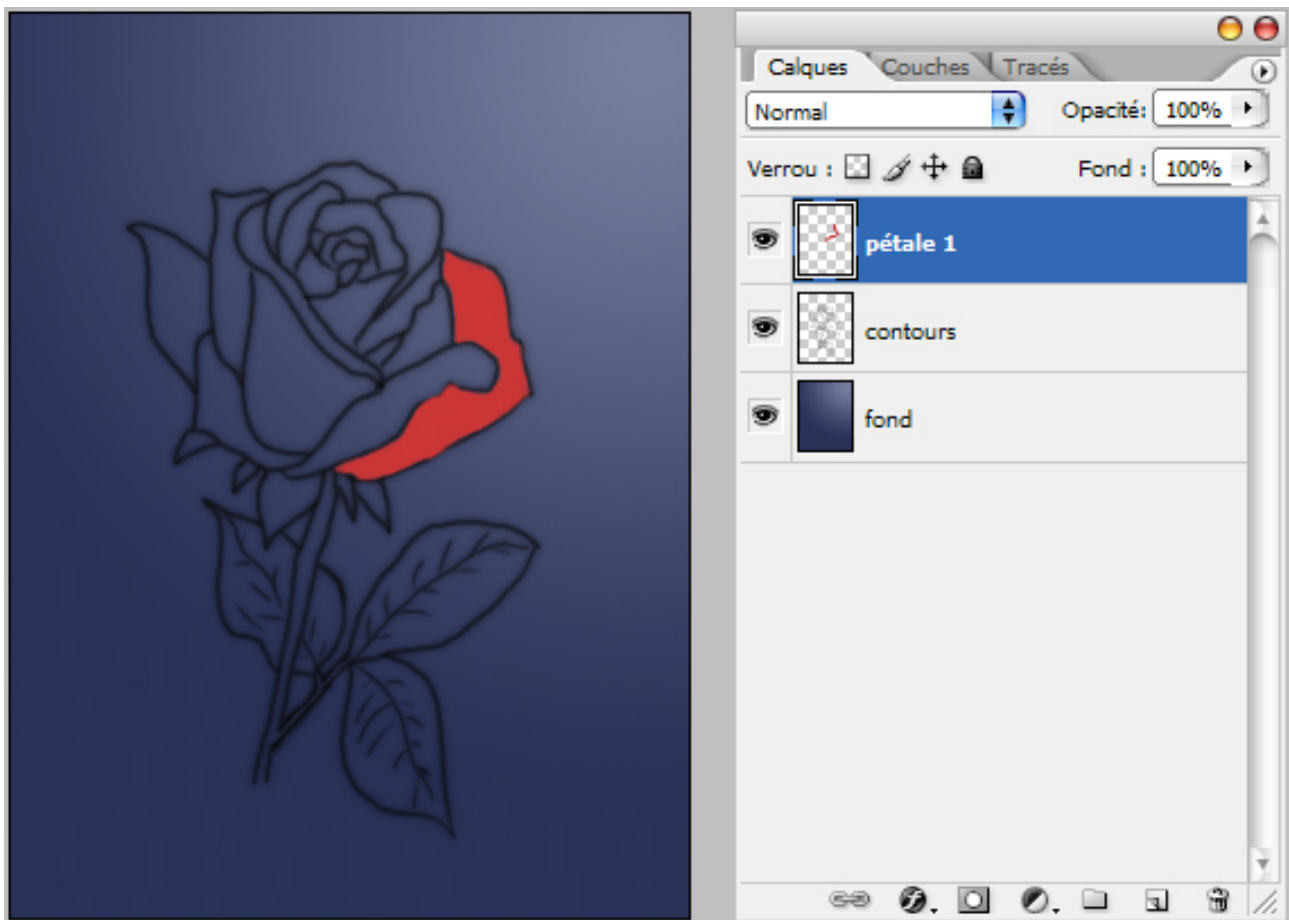 Calques Couches Tracés
Normal Opacité: 100%
Verrou : Fond : 100%
pétale 1
contours
fond